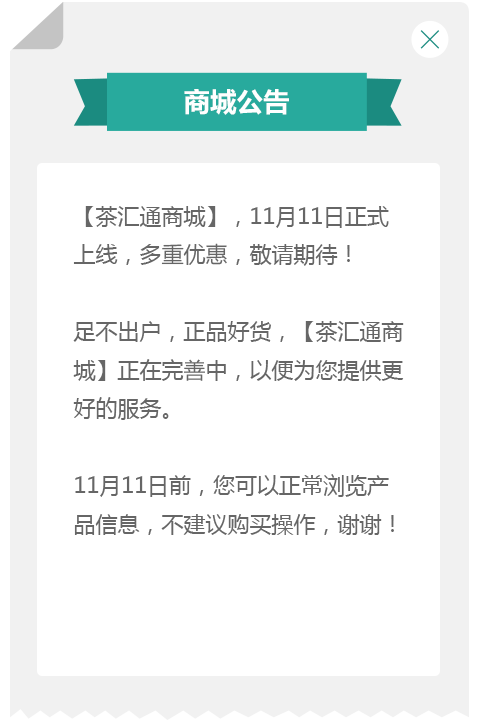 商城公告
【茶汇通商城】，11月11日正式
上线，多重优惠，敬请期待！
足不出户，正品好货，【茶汇通商
城】正在完善中，以便为您提供更
好的服务。
11月11日前，您可以正常浏览产
品信息，不建议购买操作，谢谢！